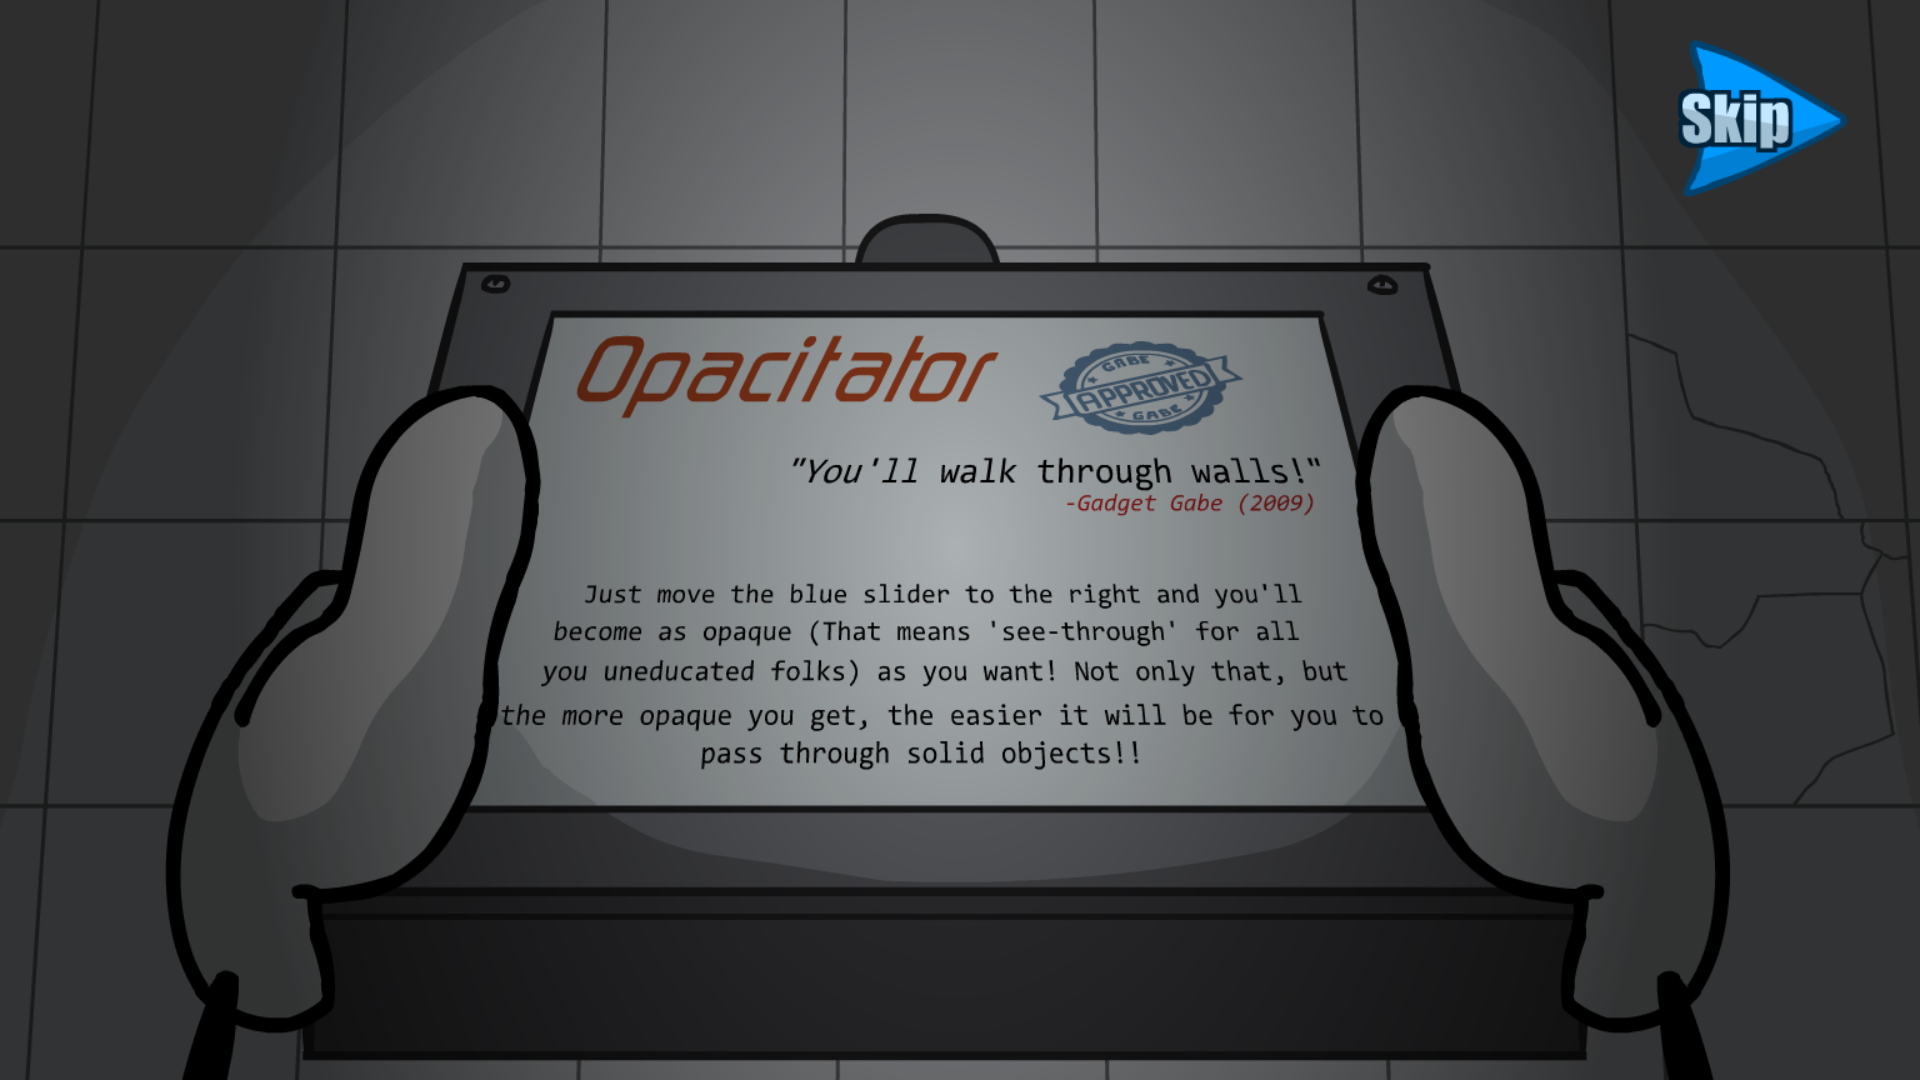 Skip
Opacitator
GABE
APPROVED
GABE
"You'll walk through walls!"
-Gadget Gabe (2009)
Just move the blue slider to the right and you'll
become as opaque (That means 'see-through' for all
you uneducated folks) as you want! Not only that, but
the more opaque you get, the easier it will be for you to
pass through solid objects!!